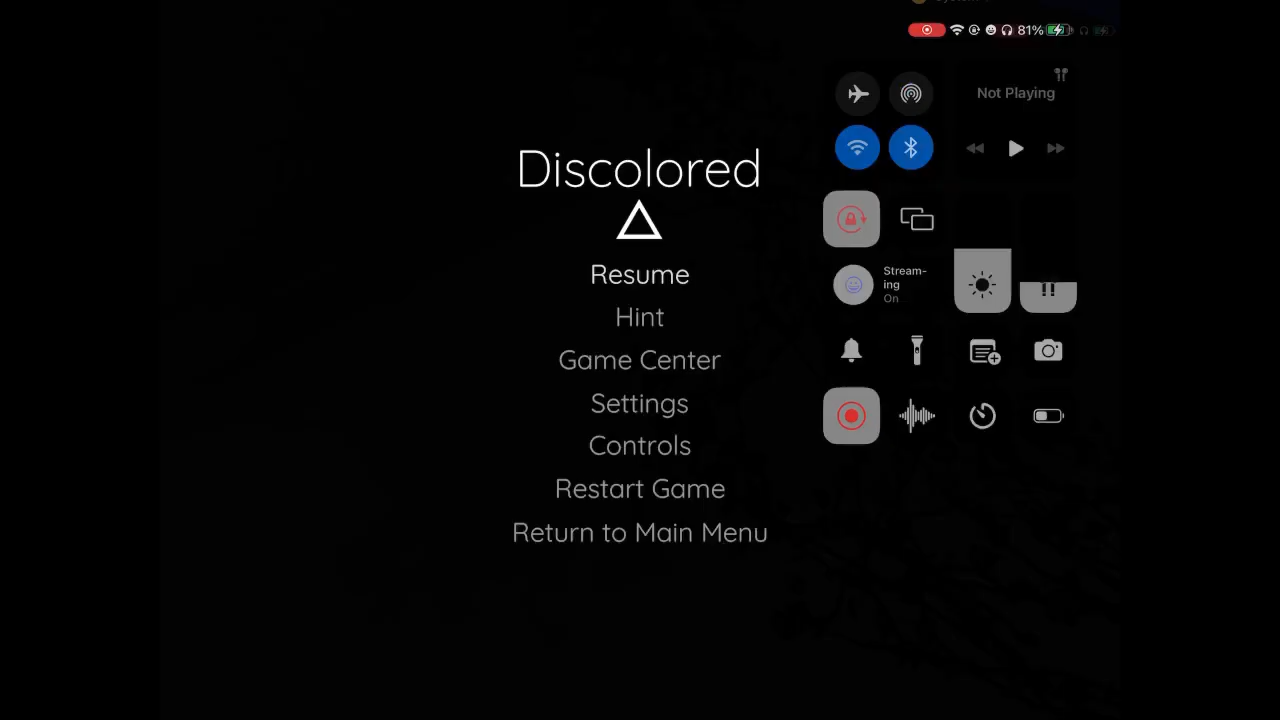 81%
Not Playing
Discolored
Resume
Hint
Game Center
Settings
Controls
Restart Game
Return to Main Menu
Stream-
ing
On